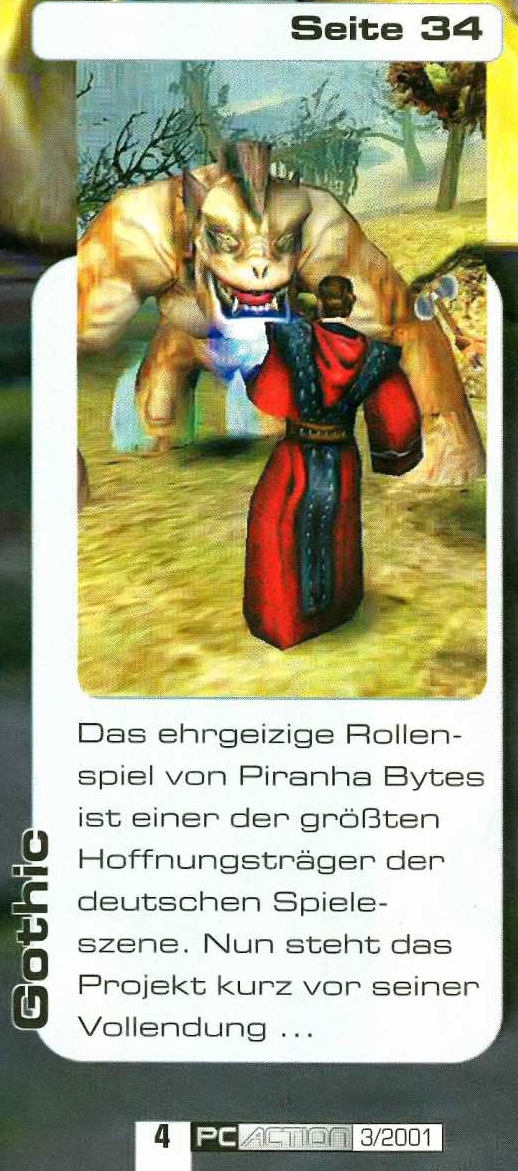 Seite 34
Das ehrgeizige Rollen-
spiel von Piranha Bytes
ist einer der größten
Hoffnungsträger der
deutschen Spiele-
szene. Nun steht das
Projekt kurz vor seiner
Vollendung ...
Gothic
4 PC ACTION 3/2001